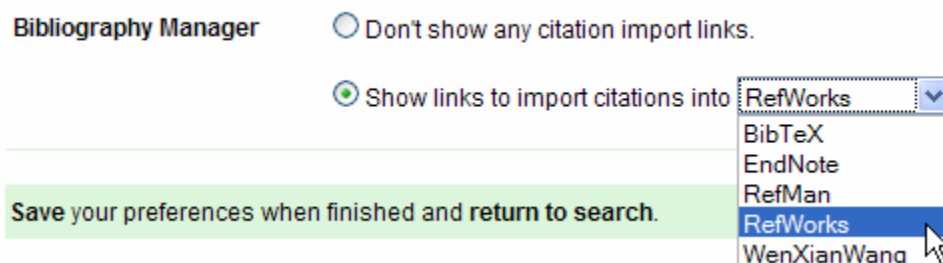 Bibliography Manager
Don't show any citation import links.
Show links to import citations into RefWorks
BibTeX
EndNote
RefMan
RefWorks
WenXianWang
Save your preferences when finished and return to search.